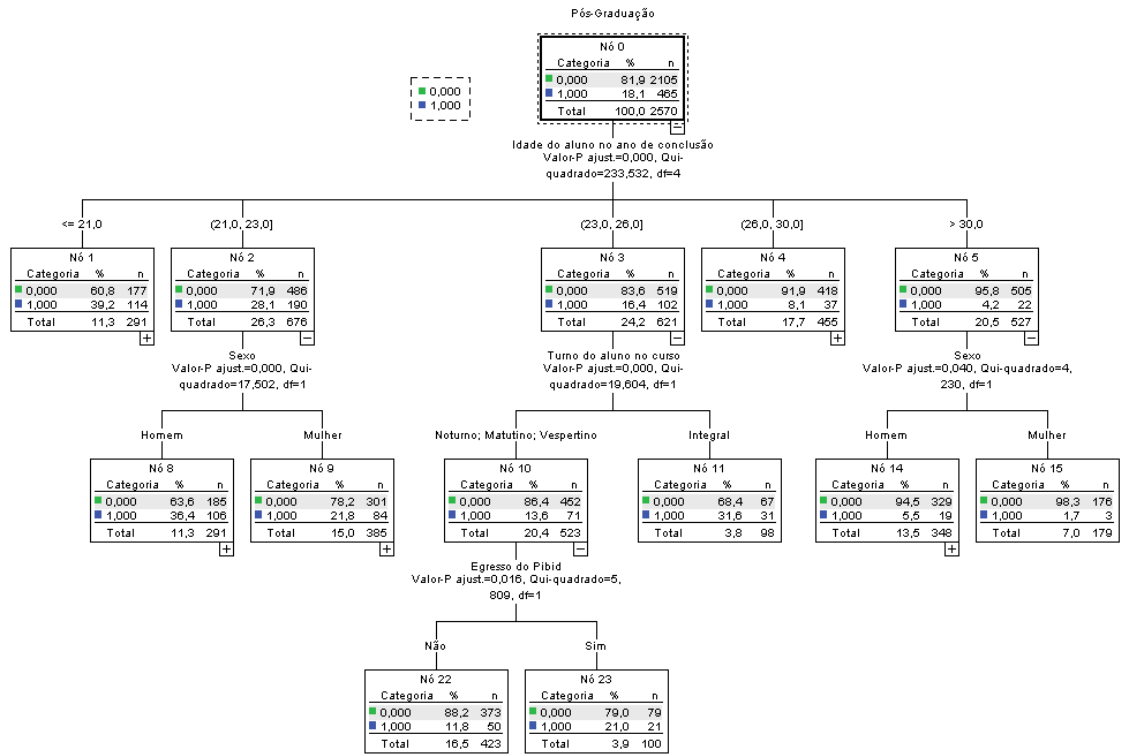 Pós-Graduação
Nó 0
Categoria % n
0,000 81,9 2105
1,000 18,1 465
Total 100,0 2570
0,000
1,000
Idade do aluno no ano de conclusão
Valor-P ajust.=0,000, Qui-
quadrado=233,532, df=4
<= 21,0
(21,0, 23,0]
(23,0, 26,0]
(26,0, 30,0]
> 30,0
Nó 1
Categoria % n
0,000 60,8 177
1,000 39,2 114
Total 11,3 291
Nó 2
Categoria % n
0,000 71,9 486
1,000 28,1 190
Total 26,3 676
Nó 3
Categoria % n
0,000 83,6 519
1,000 16,4 102
Total 24,2 621
Nó 4
Categoria % n
0,000 91,9 418
1,000 8,1 37
Total 17,7 455
Nó 5
Categoria % n
0,000 95,8 505
1,000 4,2 22
Total 20,5 527
Sexo
Valor-P ajust.=0,000, Qui-
quadrado=17,502, df=1
Turno do aluno no curso
Valor-P ajust.=0,000, Qui-
quadrado=19,604, df=1
Sexo
Valor-P ajust.=0,040, Qui-quadrado=4,
230, df=1
Homem
Mulher
Noturno; Matutino; Vespertino
Integral
Homem
Mulher
Nó 8
Categoria % n
0,000 63,6 185
1,000 36,4 106
Total 11,3 291
Nó 9
Categoria % n
0,000 78,2 301
1,000 21,8 84
Total 15,0 385
Nó 10
Categoria % n
0,000 86,4 452
1,000 13,6 71
Total 20,4 523
Nó 11
Categoria % n
0,000 68,4 67
1,000 31,6 31
Total 3,8 98
Nó 14
Categoria % n
0,000 94,5 329
1,000 5,5 19
Total 13,5 348
Nó 15
Categoria % n
0,000 98,3 176
1,000 1,7 3
Total 7,0 179
Egresso do Pibid
Valor-P ajust.=0,016, Qui-quadrado=5,
809, df=1
Não
Sim
Nó 22
Categoria % n
0,000 88,2 373
1,000 11,8 50
Total 16,5 423
Nó 23
Categoria % n
0,000 79,0 79
1,000 21,0 21
Total 3,9 100